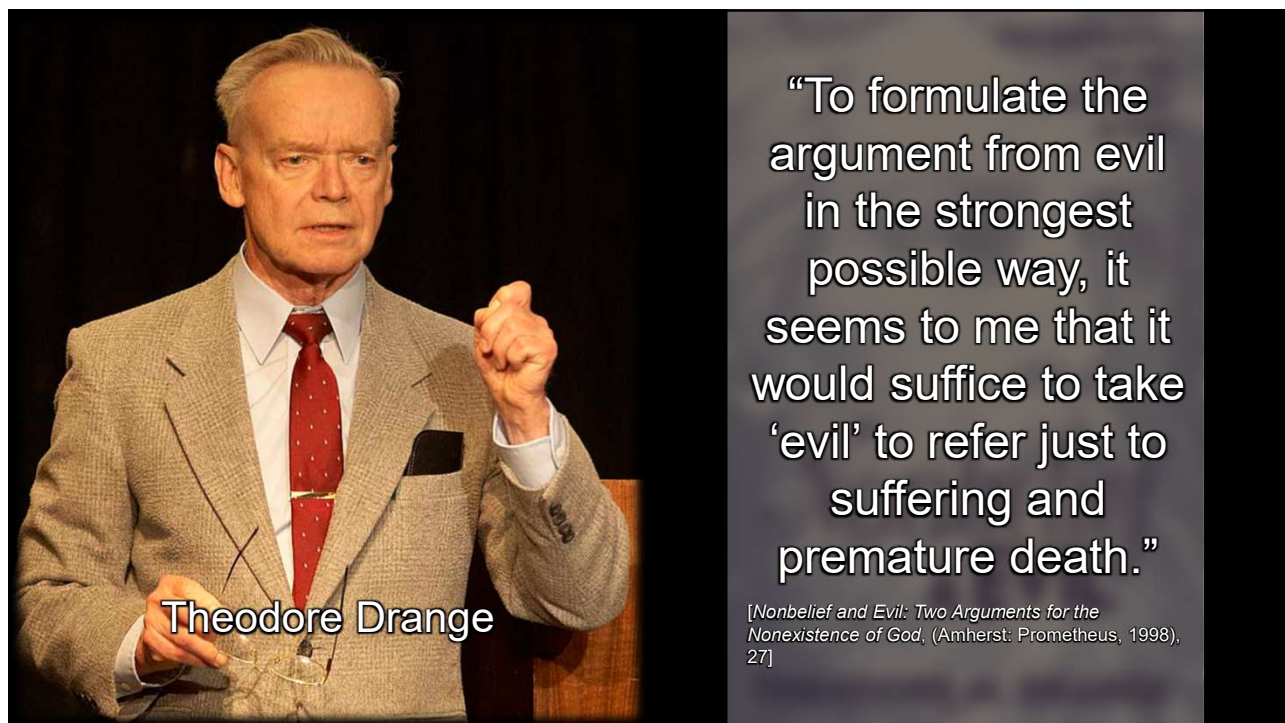 “To formulate the
argument from evil
in the strongest
possible way, it
seems to me that it
would suffice to take
‘evil’ to refer just to
suffering and
premature death.”
[Nonbelief and Evil: Two Arguments for the
Nonexistence of God, (Amherst: Prometheus, 1998),
27]
Theodore Drange